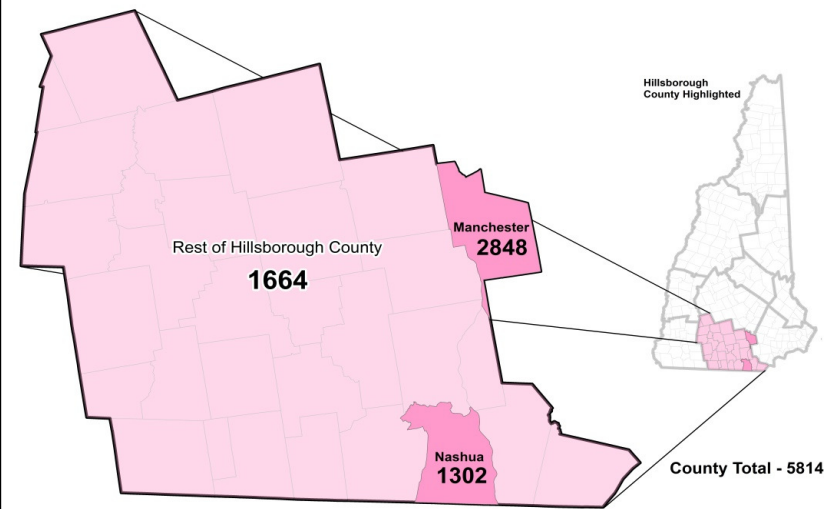 Hillsborough
County Highlighted
Manchester
2848
Rest of Hillsborough County
1664
Nashua
1302
County Total - 5814